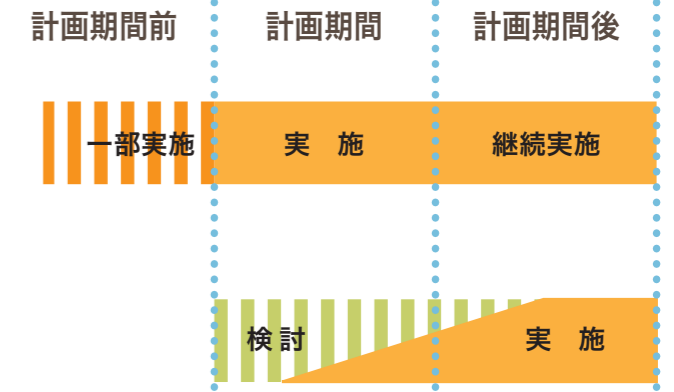 計画期間前 計画期間 計画期間後
一部実施 実　施 継続実施
検 討 実　施